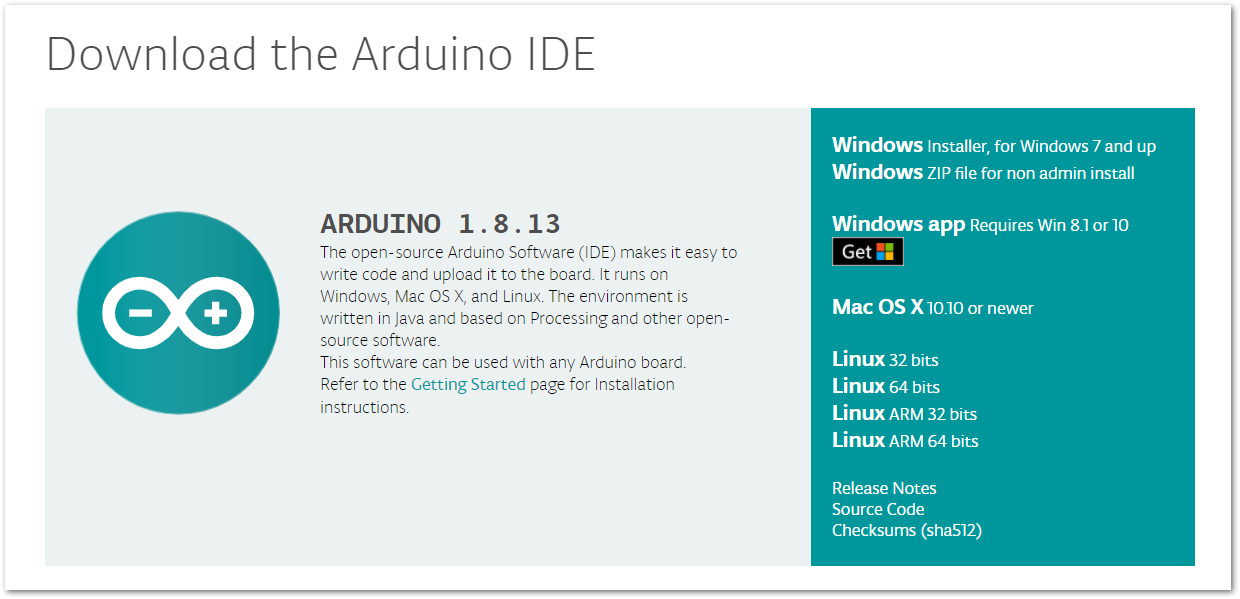 Download the Arduino IDE
ARDUINO 1.8.13
The open-source Arduino Software (IDE) makes it easy to
write code and upload it to the board. It runs on
Windows, Mac OS X, and Linux. The environment is
written in Java and based on Processing and other open-
source software.
This software can be used with any Arduino board.
Refer to the Getting Started page for Installation
instructions.
Windows Installer, for Windows 7 and up
Windows ZIP file for non admin install
Windows app Requires Win 8.1 or 10
Get
Mac OS X 10.10 or newer
Linux 32 bits
Linux 64 bits
Linux ARM 32 bits
Linux ARM 64 bits
Release Notes
Source Code
Checksums (sha512)